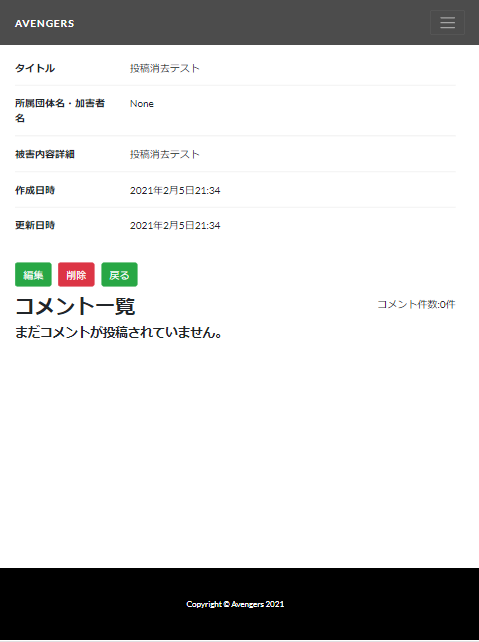 AVENGERS
タイトル 投稿消去テスト
所属団体名・加害者 None
名
被害内容詳細 投稿消去テスト
作成日時 2021年2月5日21:34
更新日時 2021年2月5日21:34
編集 削除 戻る
コメント一覧 コメント件数:0件
まだコメントが投稿されていません。
Copyright © Avengers 2021